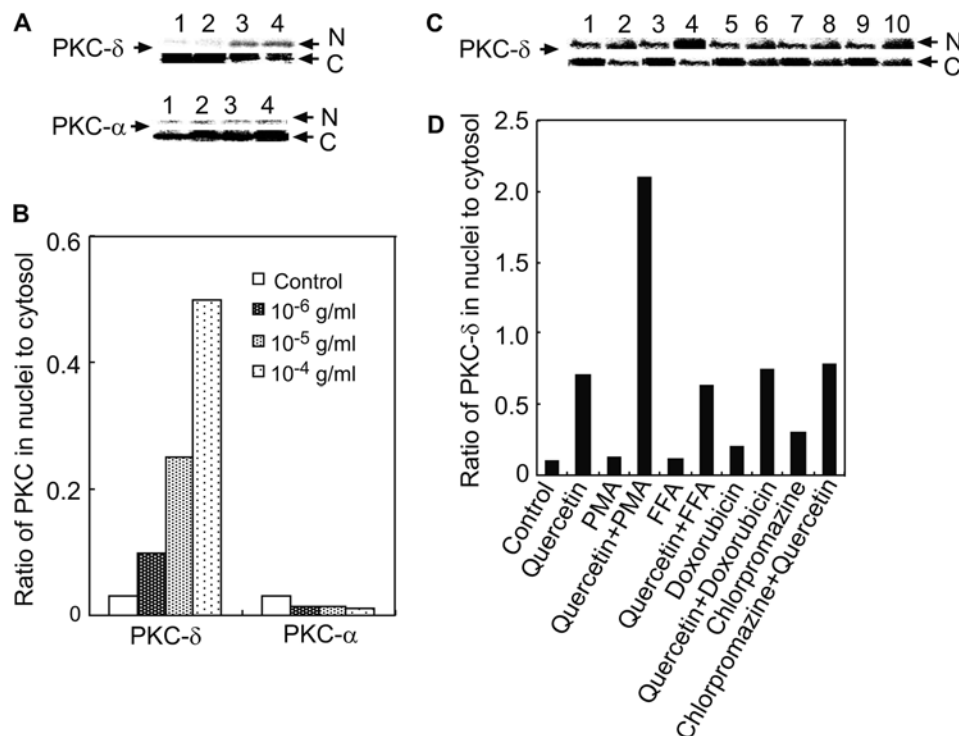 A
1 2 3 4
PKC-δ
N
C
1 2 3 4
PKC-α
N
C
B
Ratio of PKC in nuclei to cytosol
0.6
0.4
0.2
0
Control
10-6 g/ml
10-5 g/ml
10-4 g/ml
PKC-δ PKC-α
C
1 2 3 4 5 6 7 8 9 10
PKC-δ
N
C
D
Ratio of PKC-δ in nuclei to cytosol
2.5
2.0
1.5
1.0
0.5
0
Control
Quercetin
PMA
Quercetin+PMA
FFA
Quercetin+FFA
Doxorubicin
Quercetin+Doxorubicin
Chlorpromazine
Chlorpromazine+Quercetin